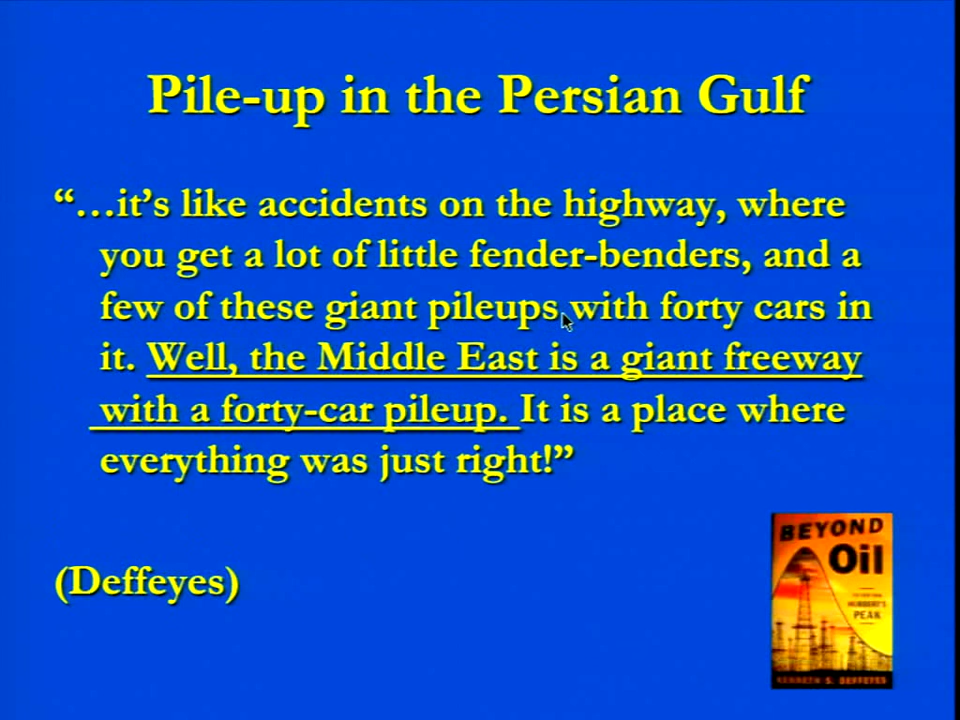 Pile-up in the Persian Gulf
“…it’s like accidents on the highway, where
you get a lot of little fender-benders, and a
few of these giant pileups with forty cars in
it. Well, the Middle East is a giant freeway
with a forty-car pileup. It is a place where
everything was just right!”
(Deffeyes)
BEYOND
Oil
HUBBERT'S
PEAK
KENNETH S. DEFFEYES